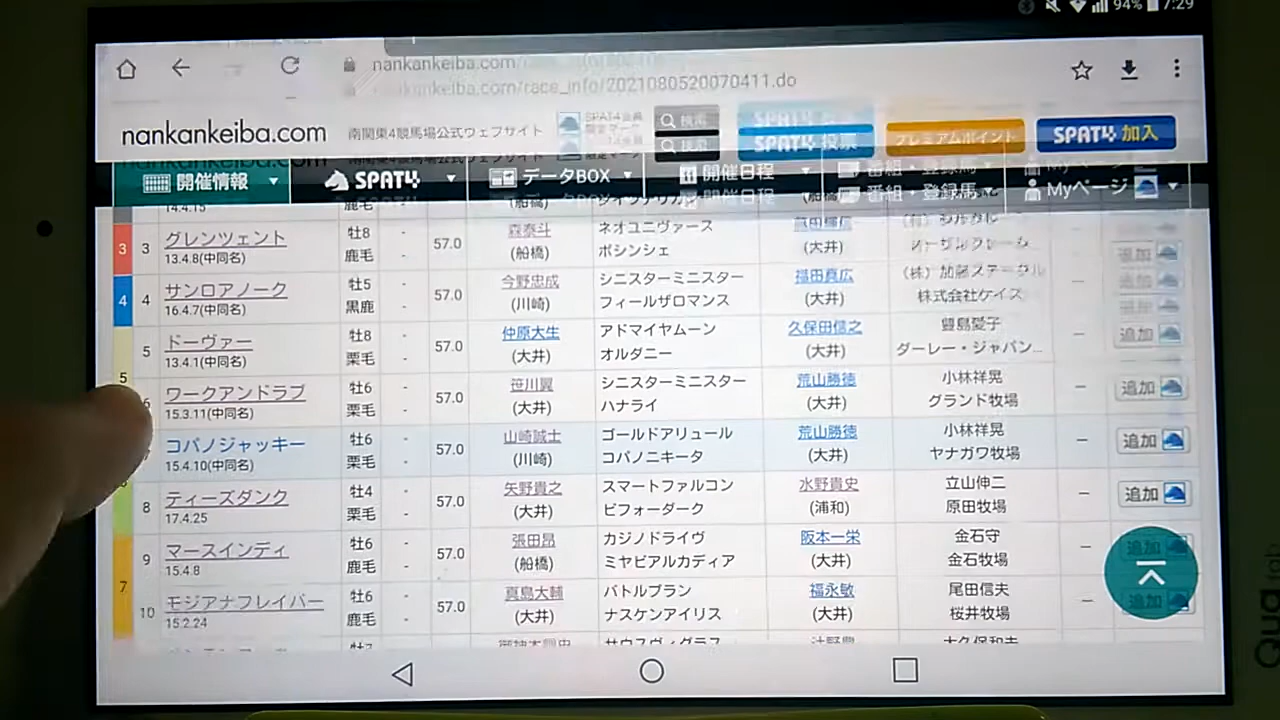 94% 7:29
nankankeiba.com/race_info/2021080520070411.do
nankankeiba.com 南関東4競馬場公式ウェブサイト 検索 SPAT4 投票 プレミアムポイント SPAT4 加入
開催情報 SPAT4 データBOX 開催日程 番組・登録馬 Myページ
14.4.15 鹿毛 (船橋)
3 3 グレンツェント 牡8 - 57.0 森泰斗 ネオユニヴァース
13.4.8(中同名) 鹿毛 - (船橋) ボシンシェ (大井)
4 4 サンロアノーク 牡5 - 57.0 今野忠成 シニスターミニスター 福田真広 (株)加藤ステーブル
16.4.7(中同名) 黒鹿 - (川崎) フィールザロマンス (大井) 株式会社ケイズ
5 5 ドーヴァー 牡8 - 57.0 仲原大生 アドマイヤムーン 久保田信之 豊島愛子 追加
13.4.1(中同名) 栗毛 - (大井) オルダニー (大井) ダーレー・ジャパン...
ワークアンドラブ 牡6 - 57.0 笹川翼 シニスターミニスター 荒山勝徳 小林祥晃 追加
15.3.11(中同名) 栗毛 - (大井) ハナライ (大井) グランド牧場
コパノジャッキー 牡6 - 57.0 山崎誠士 ゴールドアリュール 荒山勝徳 小林祥晃 追加
15.4.10(中同名) 栗毛 - (川崎) コパノニキータ (大井) ヤナガワ牧場
8 ティーズダンク 牡4 - 57.0 矢野貴之 スマートファルコン 水野貴史 立山伸二 追加
17.4.25 栗毛 - (大井) ビフォーダーク (浦和) 原田牧場
7 9 マースインディ 牡6 - 57.0 張田昂 カジノドライヴ 阪本一栄 金石守 追加
15.4.8 鹿毛 - (船橋) ミヤビアルカディア (大井) 金石牧場
10 モジアナフレイバー 牡6 - 57.0 真島大輔 バトルプラン 福永敏 尾田信夫 追加
15.2.24 鹿毛 - (大井) ナスケンアイリス (大井) 桜井牧場
Qua tab